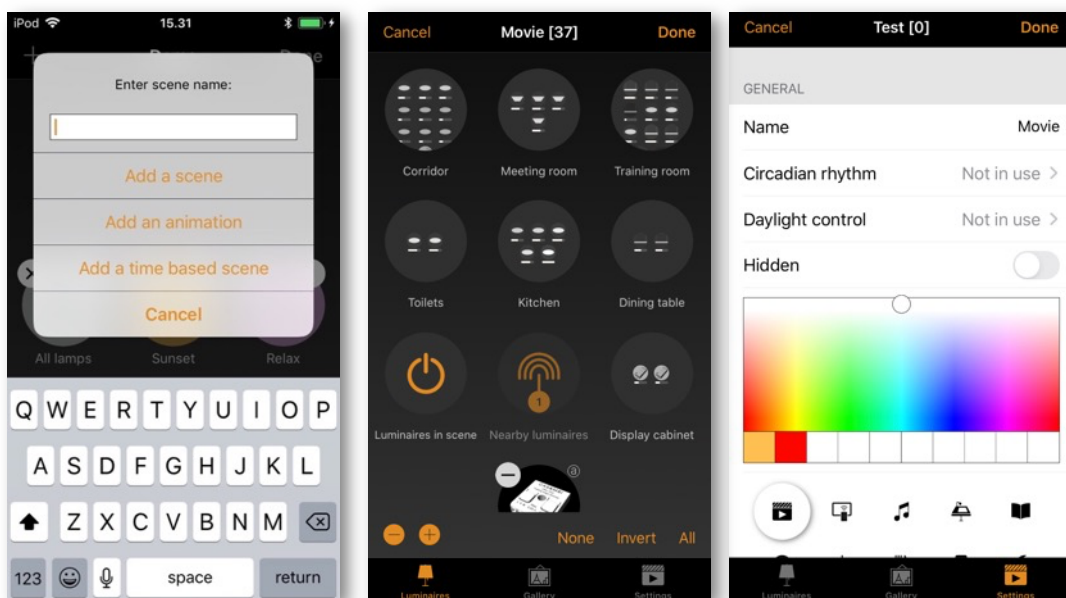 iPod 15.31
Enter scene name:
Add a scene
Add an animation
Add a time based scene
Cancel
All lamps Sunset Relax
Q W E R T Y U I O P
A S D F G H J K L
Z X C V B N M
123 space return
Cancel Movie [37] Done
Corridor Meeting room Training room
Toilets Kitchen Dining table
1
Luminaires in scene Nearby luminaires Display cabinet
a
None Invert All
Luminaires Gallery Settings
Cancel Test [0] Done
GENERAL
Name Movie
Circadian rhythm Not in use >
Daylight control Not in use >
Hidden
Luminaires Gallery Settings